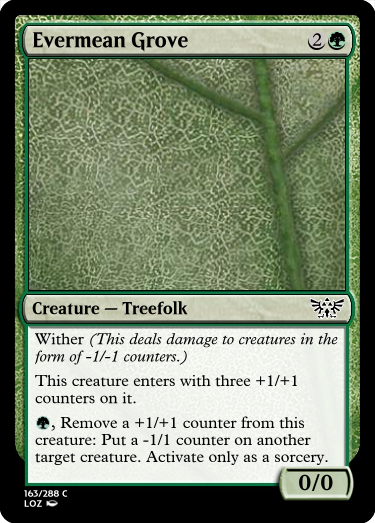 Evermean Grove 2
Creature — Treefolk
Wither (This deals damage to creatures in the
form of -1/-1 counters.)
This creature enters with three +1/+1
counters on it.
, Remove a +1/+1 counter from this
creature: Put a -1/1 counter on another
target creature. Activate only as a sorcery.
0/0
163/288 C
LOZ